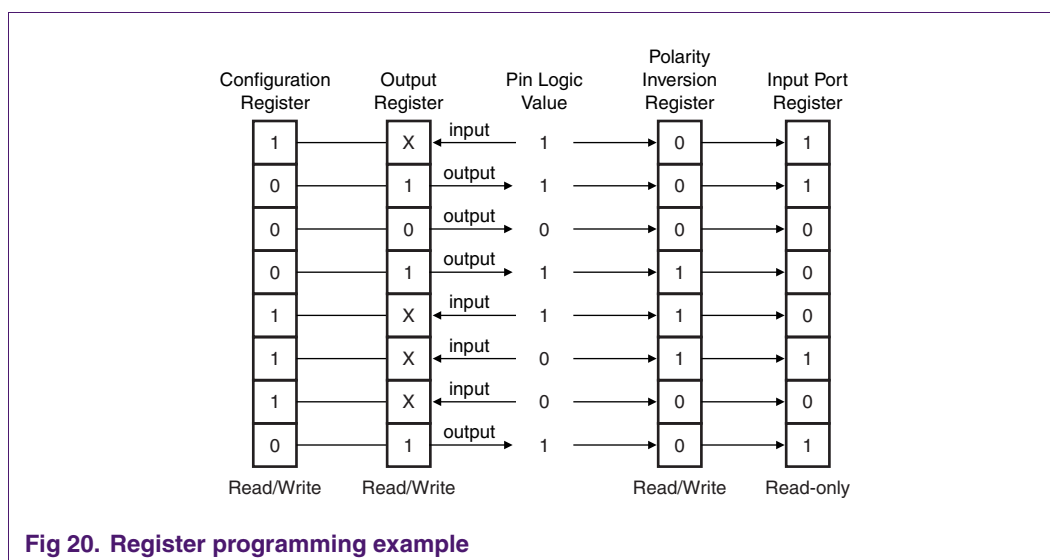 Configuration Register Output Register Pin Logic Value Polarity Inversion Register Input Port Register
1 X input 1 0 1
0 1 output 1 0 1
0 0 output 0 0 0
0 1 output 1 1 0
1 X input 1 1 0
1 X input 0 1 1
1 X input 0 0 0
0 1 output 1 0 1
Read/Write Read/Write Read/Write Read-only
Fig 20. Register programming example